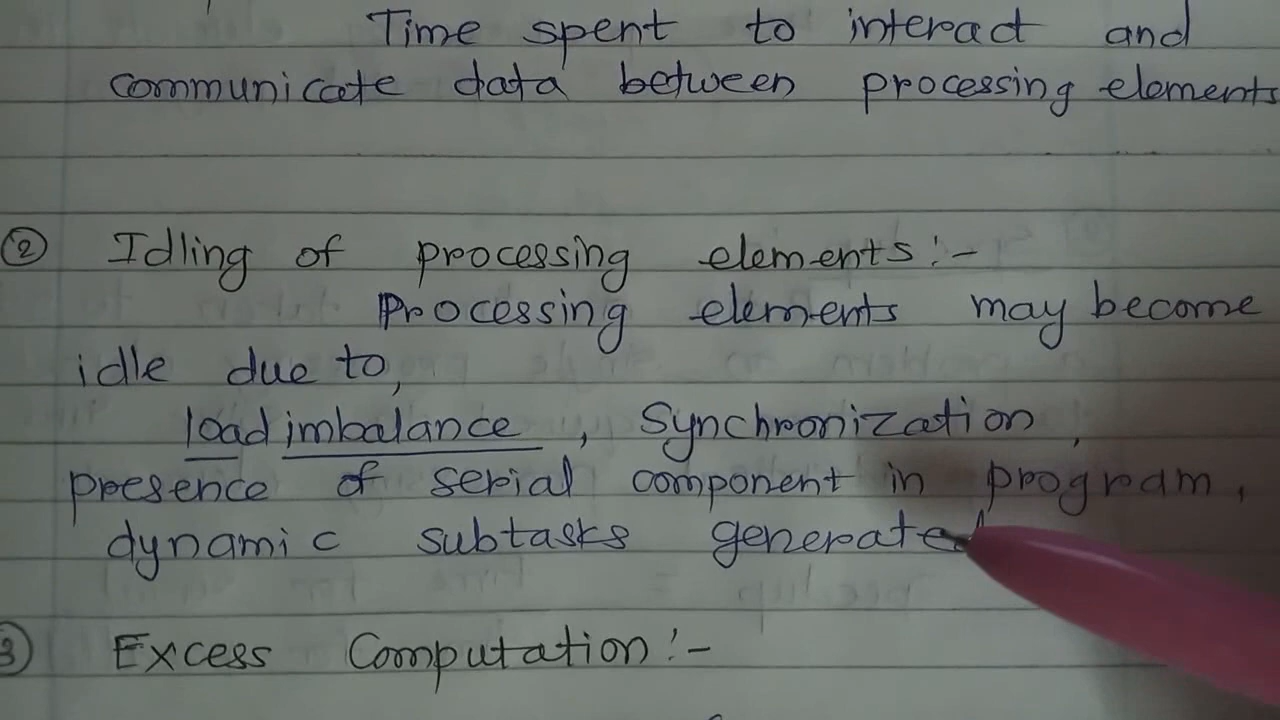 Time spent to interact and
communicate data between processing elements
② Idling of processing elements:-
Processing elements may become
idle due to,
load imbalance, Synchronization,
presence of serial component in program,
dynamic subtasks generated
③ Excess Computation:-